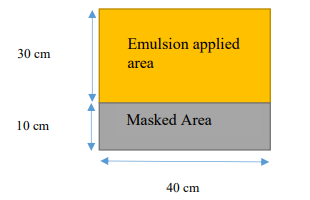 30 cm
Emulsion applied
area
10 cm
Masked Area
40 cm